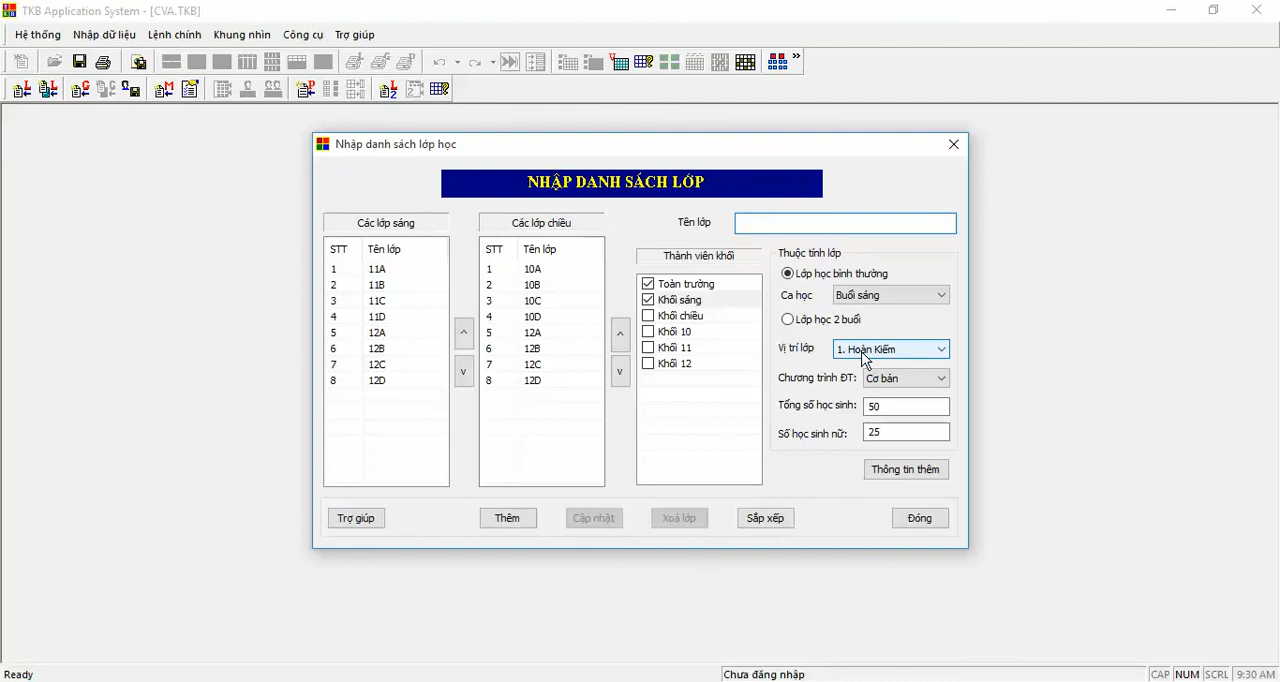 TKB Application System - [CVA.TKB]
Hệ thống Nhập dữ liệu Lệnh chính Khung nhìn Công cụ Trợ giúp
Nhập danh sách lớp học
NHẬP DANH SÁCH LỚP
Các lớp sáng
STT Tên lớp
1 11A
2 11B
3 11C
4 11D
5 12A
6 12B
7 12C
8 12D
Các lớp chiều
STT Tên lớp
1 10A
2 10B
3 10C
4 10D
5 12A
6 12B
7 12C
8 12D
Tên lớp
Thành viên khối
Toàn trường
Khối sáng
Khối chiều
Khối 10
Khối 11
Khối 12
Thuộc tính lớp
Lớp học bình thường
Ca học Buổi sáng
Lớp học 2 buổi
Vị trí lớp 1. Hoàn Kiếm
Chương trình ĐT: Cơ bản
Tổng số học sinh: 50
Số học sinh nữ: 25
Thông tin thêm
Trợ giúp Thêm Cập nhật Xoá lớp Sắp xếp Đóng
Ready Chưa đăng nhập CAP NUM SCRL 9:30 AM